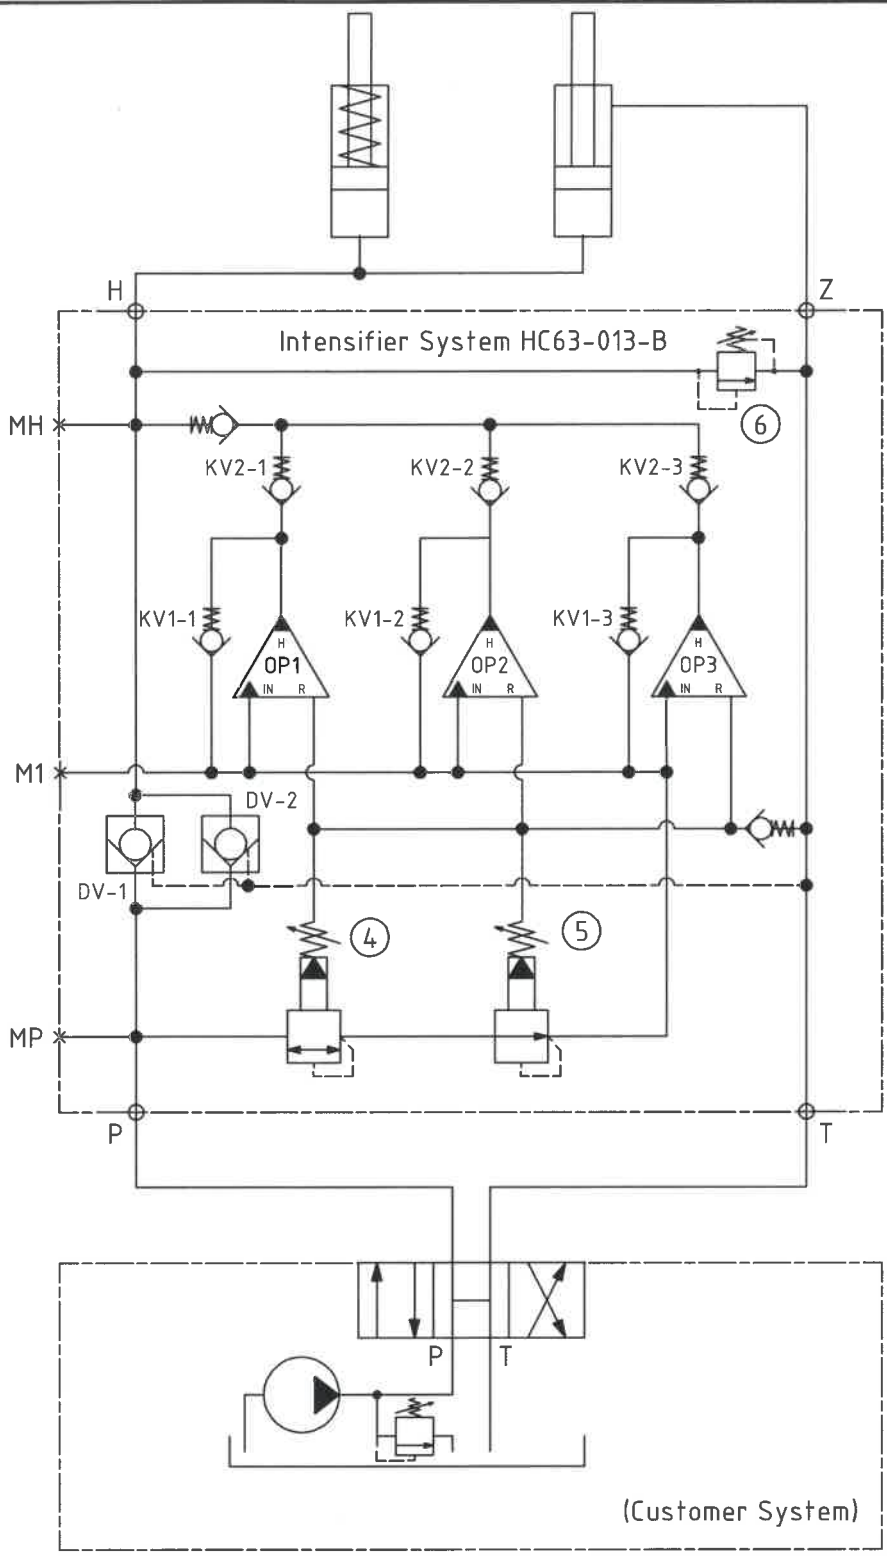 H Z
Intensifier System HC63-013-B
6
MH
KV2-1 KV2-2 KV2-3
KV1-1 KV1-2 KV1-3
H H H
OP1 OP2 OP3
IN R IN R IN R
M1
DV-2
DV-1
4 5
MP
P T
P T
(Customer System)